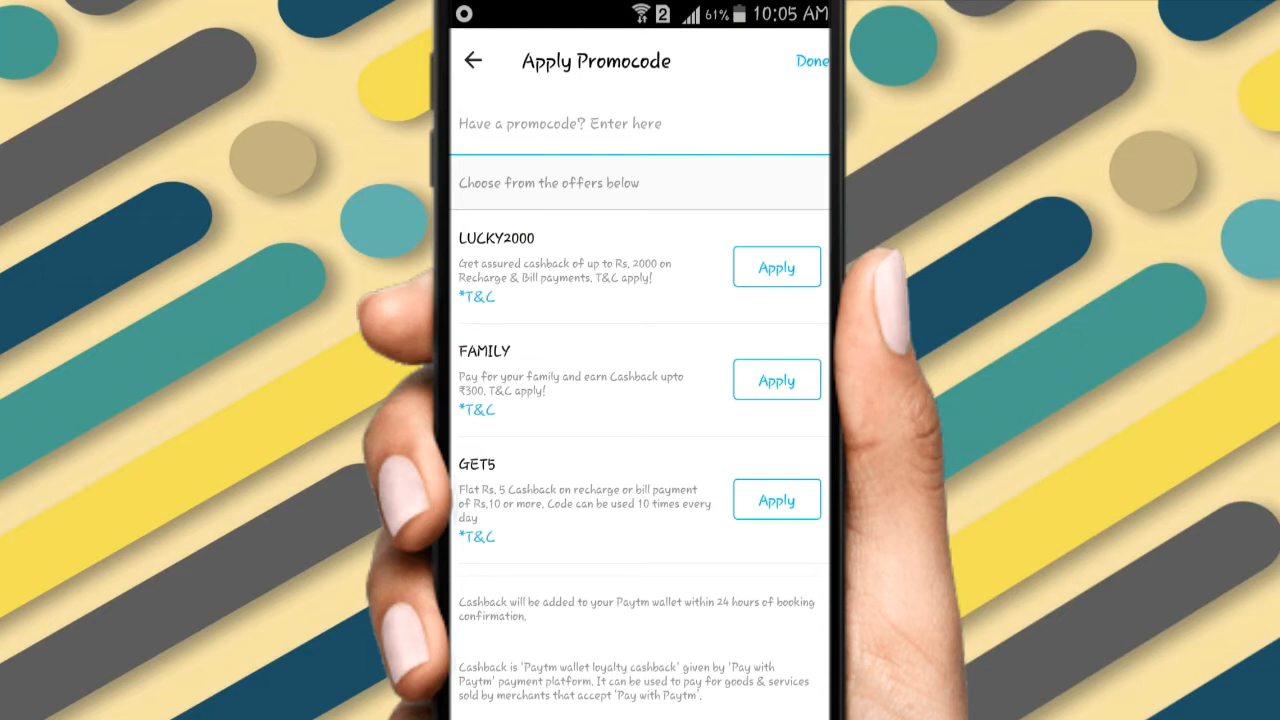 2 61% 10:05 AM
Apply Promocode Done
Have a promocode? Enter here
Choose from the offers below
LUCKY2000
Get assured cashback of up to Rs. 2000 on
Recharge & Bill payments. T&C apply!
*T&C
Apply
FAMILY
Pay for your family and earn Cashback upto
₹300. T&C apply!
*T&C
Apply
GET5
Flat Rs. 5 Cashback on recharge or bill payment
of Rs.10 or more. Code can be used 10 times every
day
*T&C
Apply
Cashback will be added to your Paytm wallet within 24 hours of booking
confirmation.
Cashback is 'Paytm wallet loyalty cashback' given by 'Pay with
Paytm' payment platform. It can be used to pay for goods & services
sold by merchants that accept 'Pay with Paytm'.